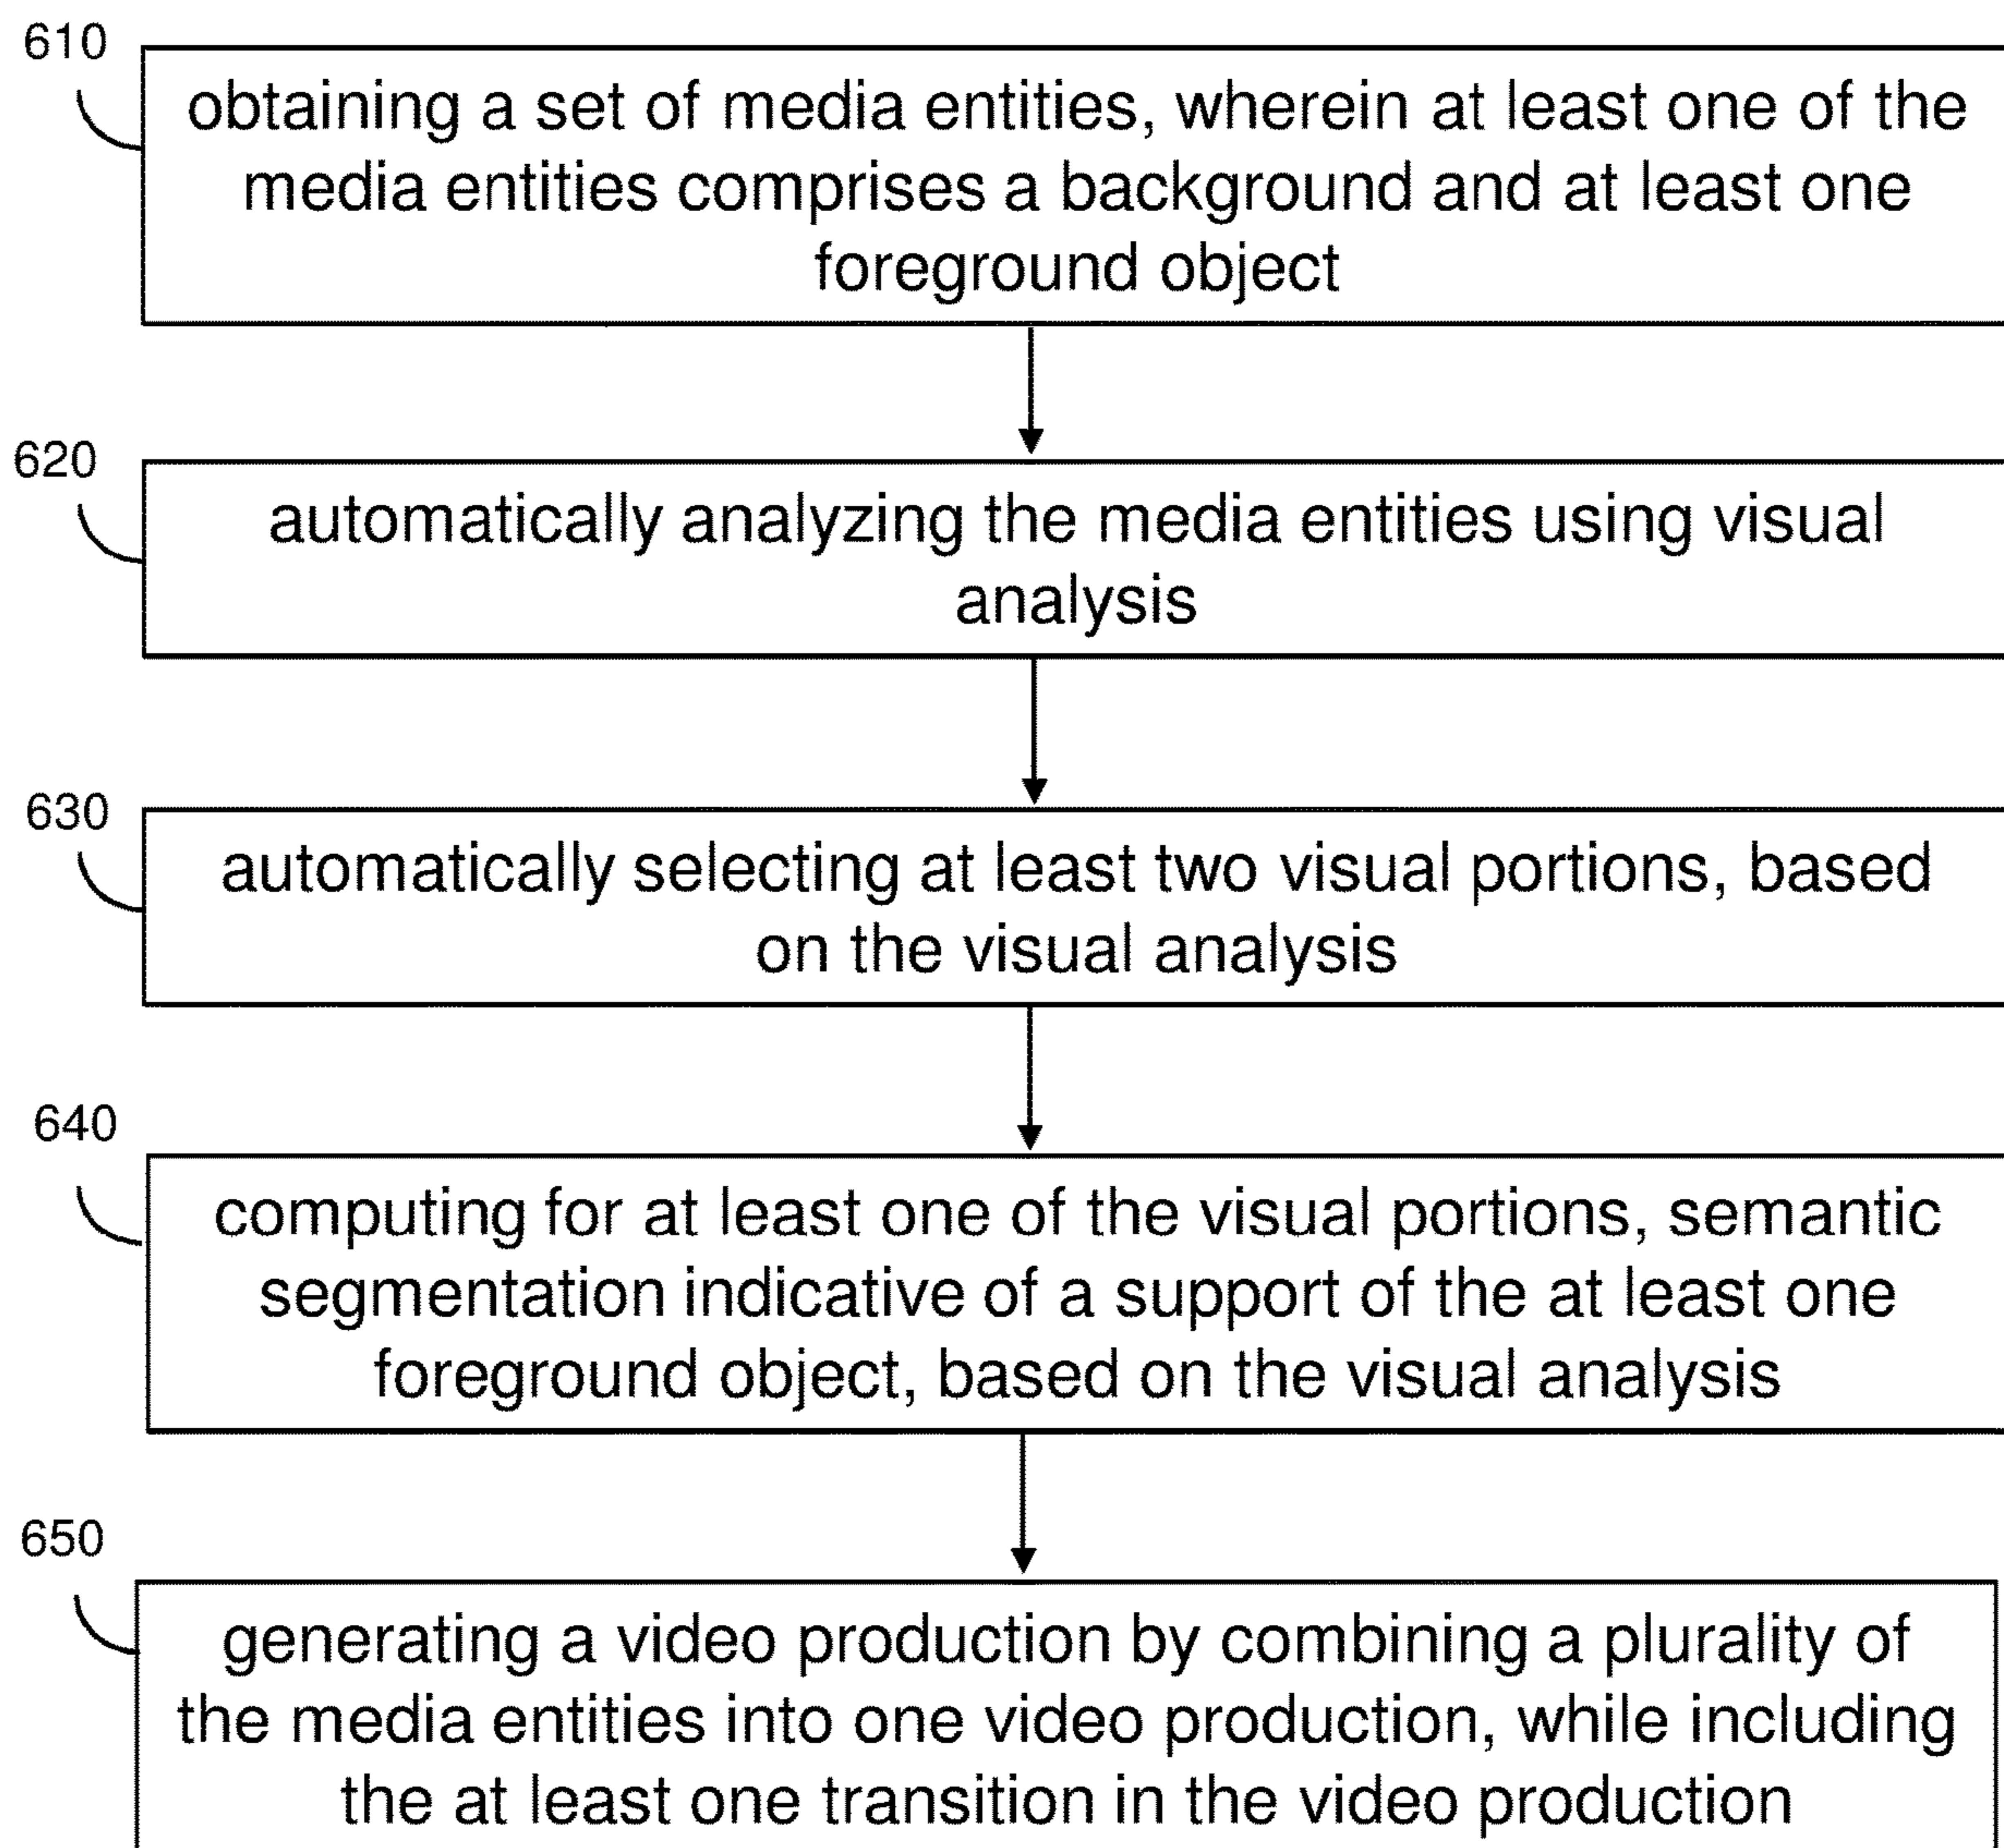 610
obtaining a set of media entities, wherein at least one of the
media entities comprises a background and at least one
foreground object
620
automatically analyzing the media entities using visual
analysis
630
automatically selecting at least two visual portions, based
on the visual analysis
640
computing for at least one of the visual portions, semantic
segmentation indicative of a support of the at least one
foreground object, based on the visual analysis
650
generating a video production by combining a plurality of
the media entities into one video production, while including
the at least one transition in the video production